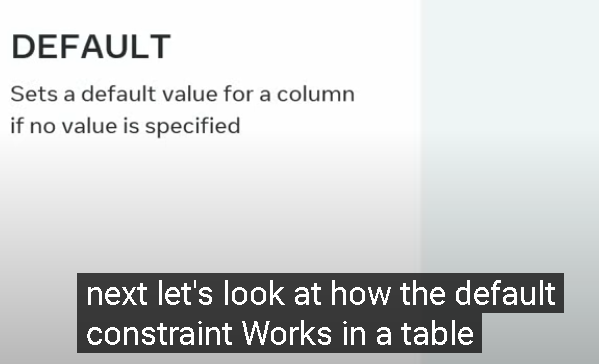 DEFAULT
Sets a default value for a column
if no value is specified
next let's look at how the default
constraint Works in a table